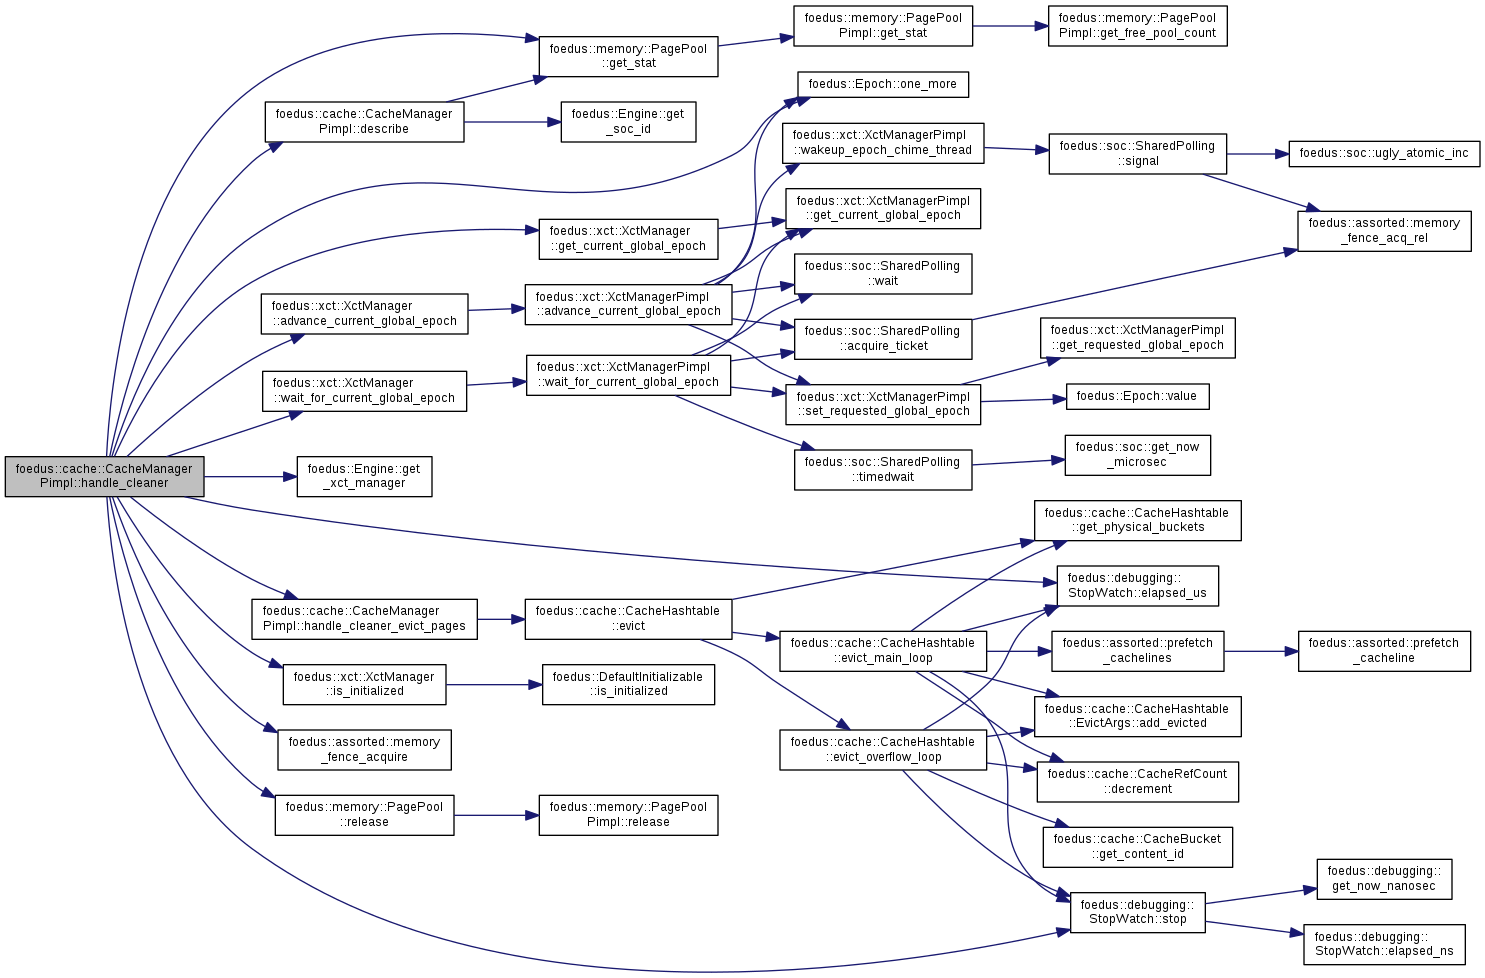 foedus::cache::CacheManager
Pimpl::handle_cleaner
foedus::memory::PagePool
::get_stat
foedus::cache::CacheManager
Pimpl::describe
foedus::Engine::get
_soc_id
foedus::xct::XctManager
::get_current_global_epoch
foedus::xct::XctManager
::advance_current_global_epoch
foedus::xct::XctManager
::wait_for_current_global_epoch
foedus::Engine::get
_xct_manager
foedus::cache::CacheManager
Pimpl::handle_cleaner_evict_pages
foedus::xct::XctManager
::is_initialized
foedus::assorted::memory
_fence_acquire
foedus::memory::PagePool
::release
foedus::xct::XctManagerPimpl
::advance_current_global_epoch
foedus::xct::XctManagerPimpl
::wait_for_current_global_epoch
foedus::cache::CacheHashtable
::evict
foedus::DefaultInitializable
::is_initialized
foedus::memory::PagePool
Pimpl::release
foedus::memory::PagePool
Pimpl::get_stat
foedus::Epoch::one_more
foedus::xct::XctManagerPimpl
::wakeup_epoch_chime_thread
foedus::xct::XctManagerPimpl
::get_current_global_epoch
foedus::soc::SharedPolling
::wait
foedus::soc::SharedPolling
::acquire_ticket
foedus::xct::XctManagerPimpl
::set_requested_global_epoch
foedus::soc::SharedPolling
::timedwait
foedus::cache::CacheHashtable
::evict_main_loop
foedus::cache::CacheHashtable
::evict_overflow_loop
foedus::memory::PagePool
Pimpl::get_free_pool_count
foedus::soc::SharedPolling
::signal
foedus::xct::XctManagerPimpl
::get_requested_global_epoch
foedus::Epoch::value
foedus::soc::get_now
_microsec
foedus::cache::CacheHashtable
::get_physical_buckets
foedus::debugging::
StopWatch::elapsed_us
foedus::assorted::prefetch
_cachelines
foedus::cache::CacheHashtable
::EvictArgs::add_evicted
foedus::cache::CacheRefCount
::decrement
foedus::cache::CacheBucket
::get_content_id
foedus::debugging::
StopWatch::stop
foedus::soc::ugly_atomic_inc
foedus::assorted::memory
_fence_acq_rel
foedus::assorted::prefetch
_cacheline
foedus::debugging::
get_now_nanosec
foedus::debugging::
StopWatch::elapsed_ns